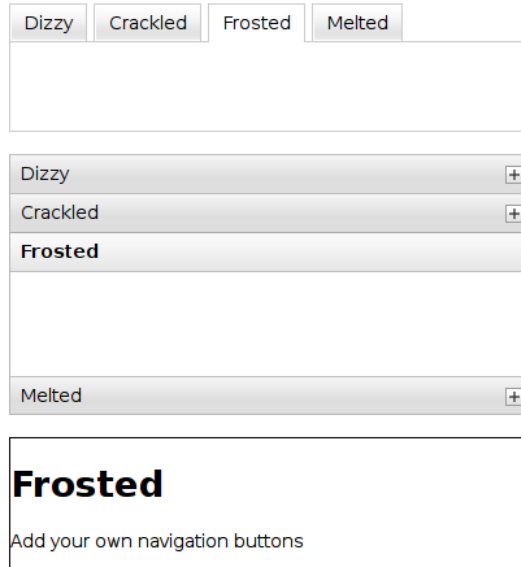 Dizzy Crackled Frosted Melted
Dizzy
Crackled
Frosted
Melted
Frosted
Add your own navigation buttons